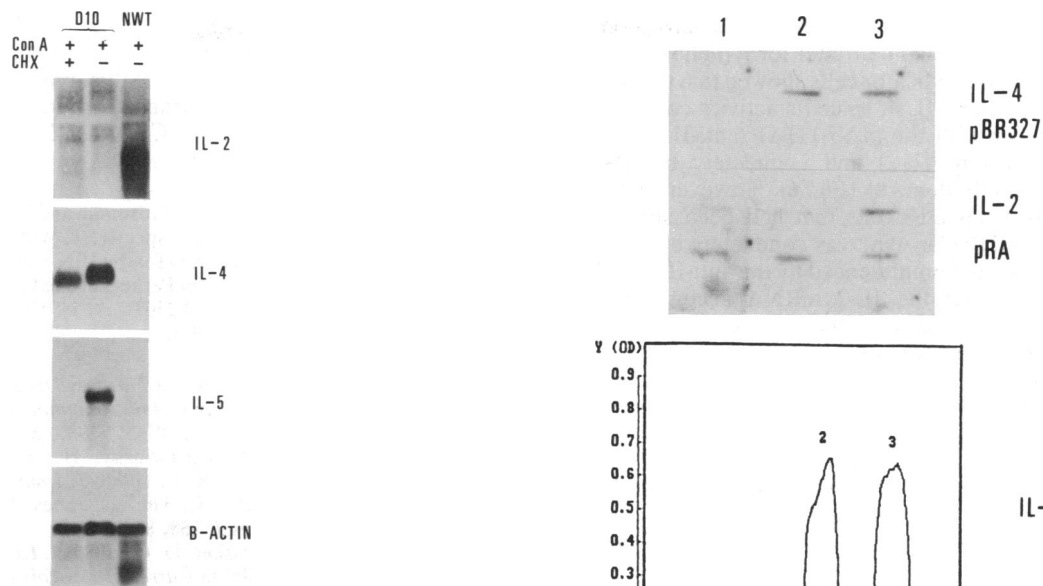 D10 NWT
Con A + + +
CHX + - -
IL-2
IL-4
IL-5
B-ACTIN
1 2 3
IL-4
pBR327
IL-2
pRA
Y (OD)
0.9
0.8
0.7
0.6
0.5
0.4
0.3
2 3
IL-